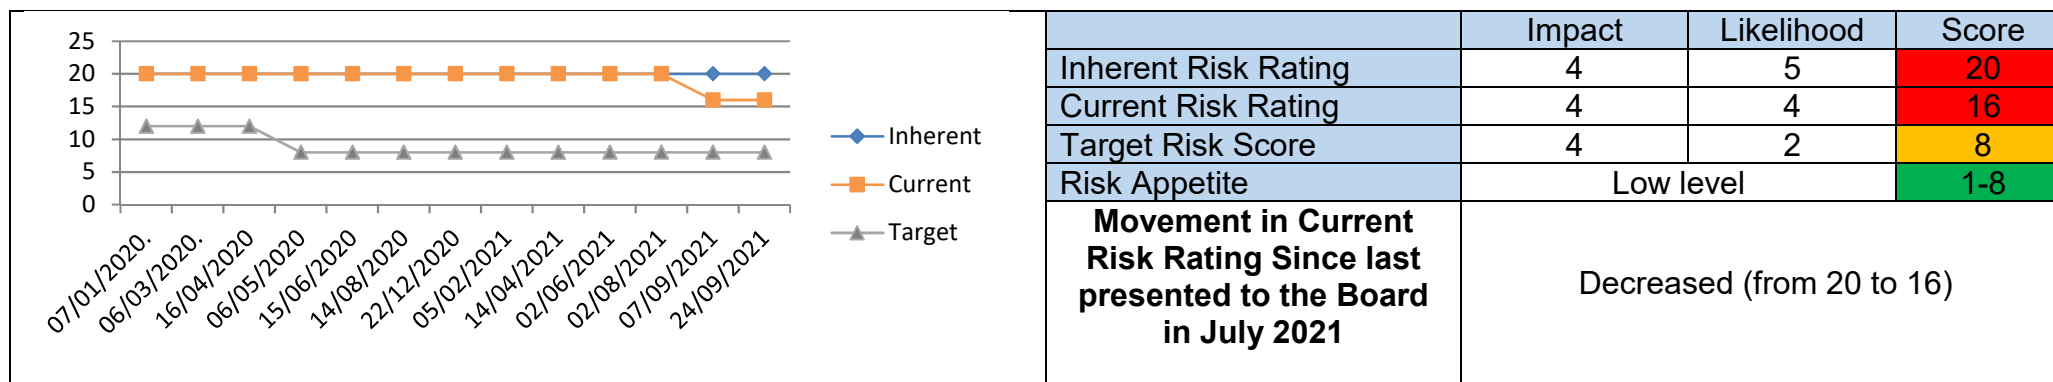 25
20
15
10
5
0
07/01/2020.
06/03/2020.
16/04/2020
06/05/2020
15/06/2020
14/08/2020
22/12/2020
05/02/2021
14/04/2021
02/06/2021
02/08/2021
07/09/2021
24/09/2021
Inherent
Current
Target
Impact Likelihood Score
Inherent Risk Rating 4 5 20
Current Risk Rating 4 4 16
Target Risk Score 4 2 8
Risk Appetite Low level 1-8
Movement in Current
Risk Rating Since last
presented to the Board
in July 2021
Decreased (from 20 to 16)